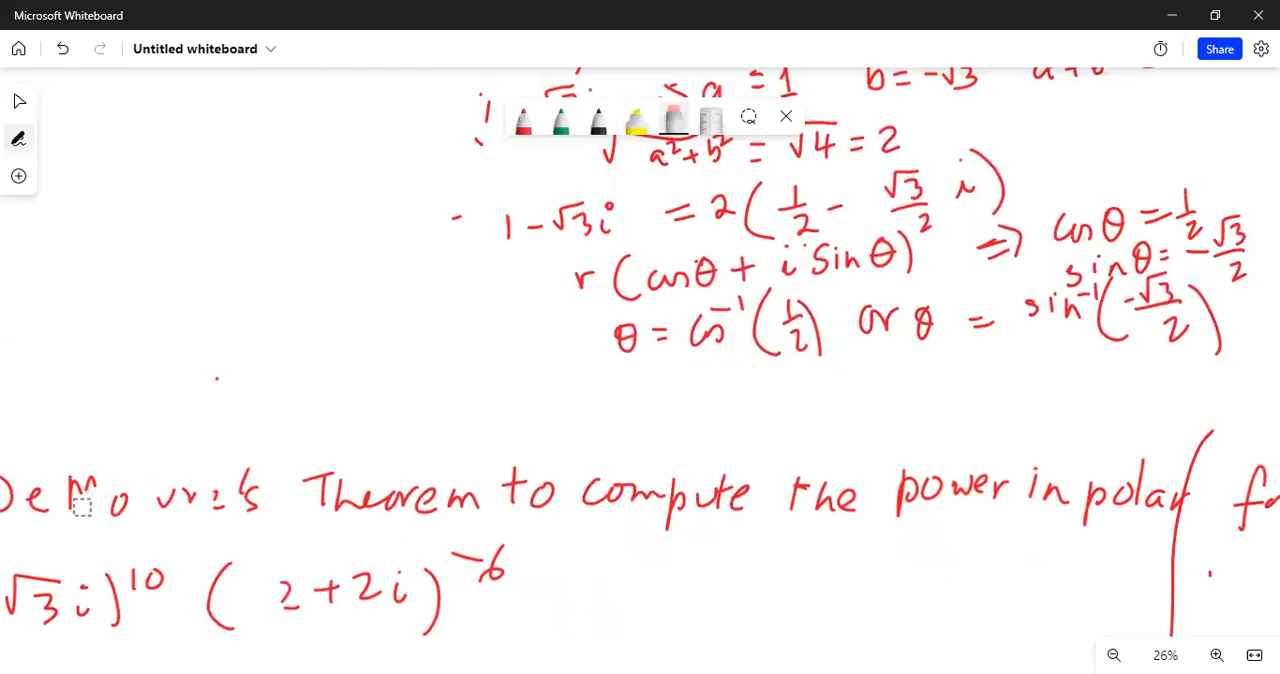 Microsoft Whiteboard
Untitled whiteboard
Share
a = 1 b = -√3
√a²+b² = √4 = 2
1 - √3i = 2(1/2 - √3/2 i)
r(cosθ + i Sinθ) => cosθ = 1/2
sinθ = -√3/2
θ = Cos⁻¹(1/2) or θ = sin⁻¹(-√3/2)
Theorem to compute the power in polar
√3i)¹⁰ (2+2i)⁻⁶
26%